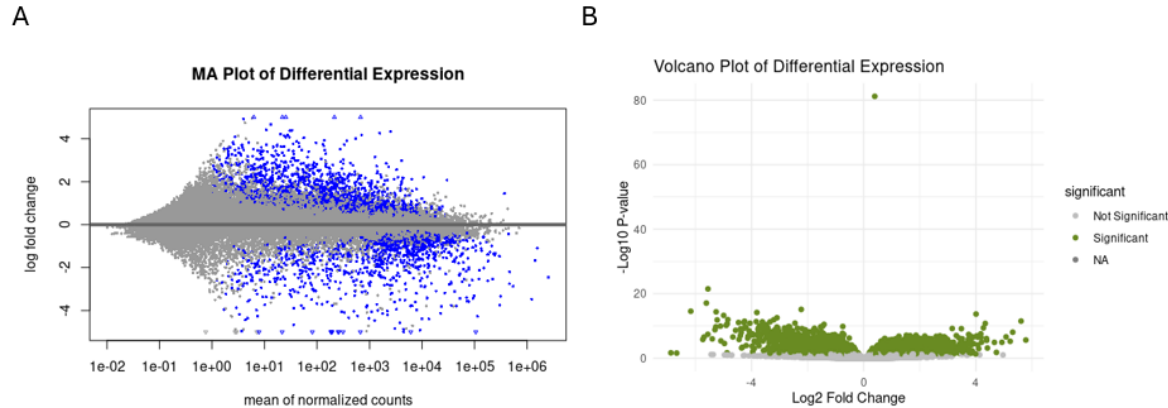 A
MA Plot of Differential Expression
log fold change
4
2
0
-2
-4
1e-02 1e-01 1e+00 1e+01 1e+02 1e+03 1e+04 1e+05 1e+06
mean of normalized counts
B
Volcano Plot of Differential Expression
-Log10 P-value
80
60
40
20
0
-4 0 4
Log2 Fold Change
significant
Not Significant
Significant
NA